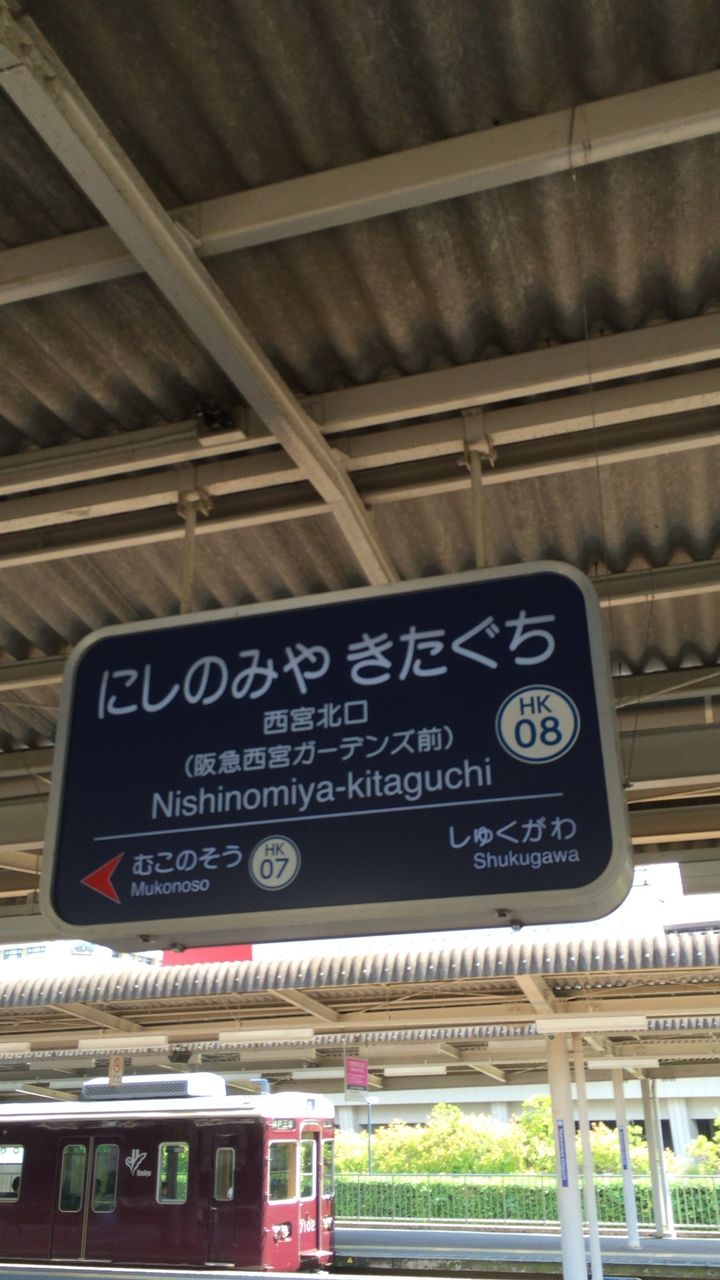 にしのみや きたぐち
西宮北口
(阪急西宮ガーデンズ前)
Nishinomiya-kitaguchi
HK
08
むこのそう
Mukonoso
HK
07
しゅくがわ
Shukugawa